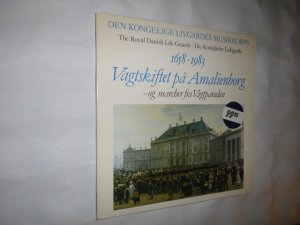 DEN KONGELIGE LIVGARDES MUSIKKORPS
The Royal Danish Life Guards · Die Königliche Leibgarde
1658-1983
Vagtskiftet på Amalienborg
- og marcher fra Vagtparaden